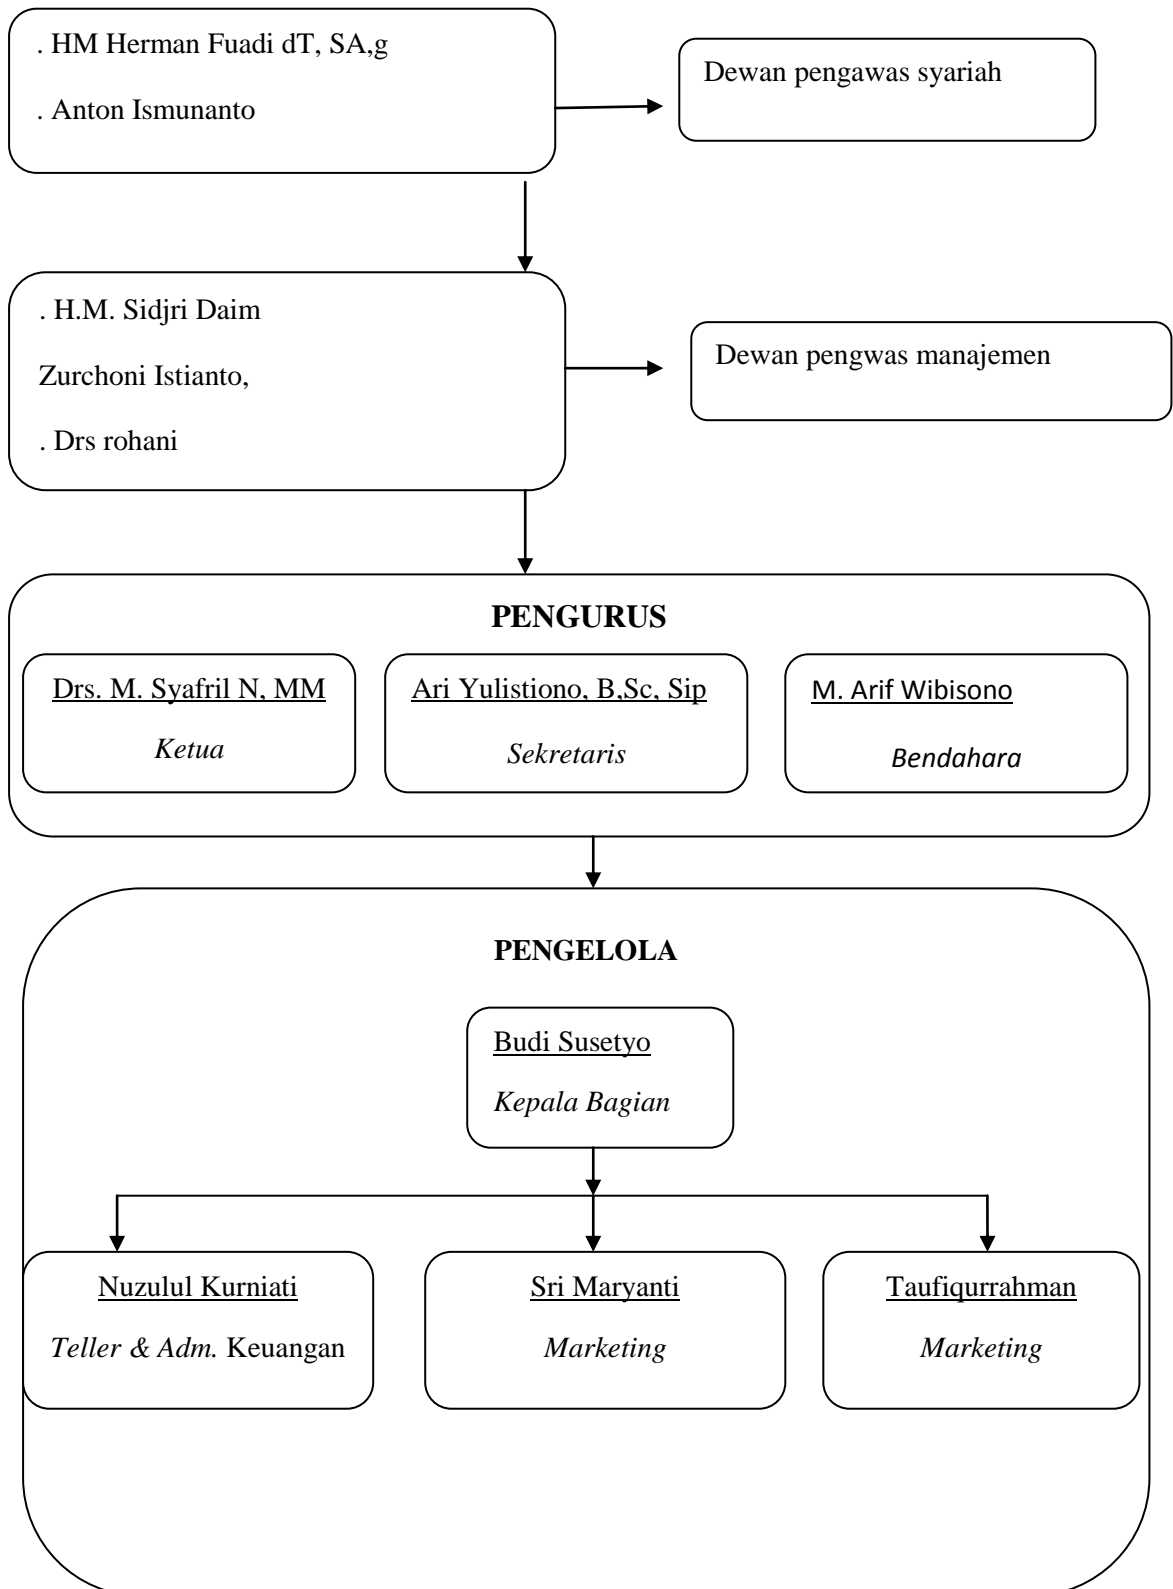 . HM Herman Fuadi dT, SA,g
. Anton Ismunanto
Dewan pengawas syariah
. H.M. Sidjri Daim
Zurchoni Istianto,
. Drs rohani
Dewan pengwas manajemen
PENGURUS
Drs. M. Syafril N, MM
Ketua
Ari Yulistiono, B,Sc, Sip
Sekretaris
M. Arif Wibisono
Bendahara
PENGELOLA
Budi Susetyo
Kepala Bagian
Nuzulul Kurniati
Teller & Adm. Keuangan
Sri Maryanti
Marketing
Taufiqurrahman
Marketing